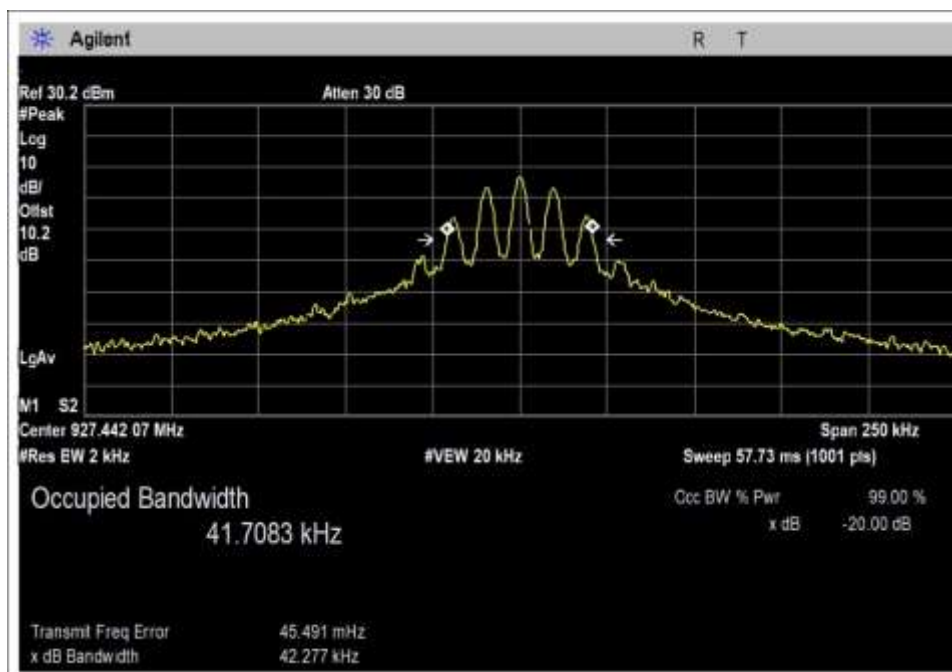 Agilent R T
Ref 30.2 dBm Atten 30 dB
#Peak
Log
10
dB/
Offst
10.2
dB
LgAv
M1 S2
Center 927.442 07 MHz Span 250 kHz
#Res BW 2 kHz #VBW 20 kHz Sweep 57.73 ms (1001 pts)
Occupied Bandwidth Occ BW % Pwr 99.00 %
41.7083 kHz x dB -20.00 dB
Transmit Freq Error 45.491 mHz
x dB Bandwidth 42.277 kHz